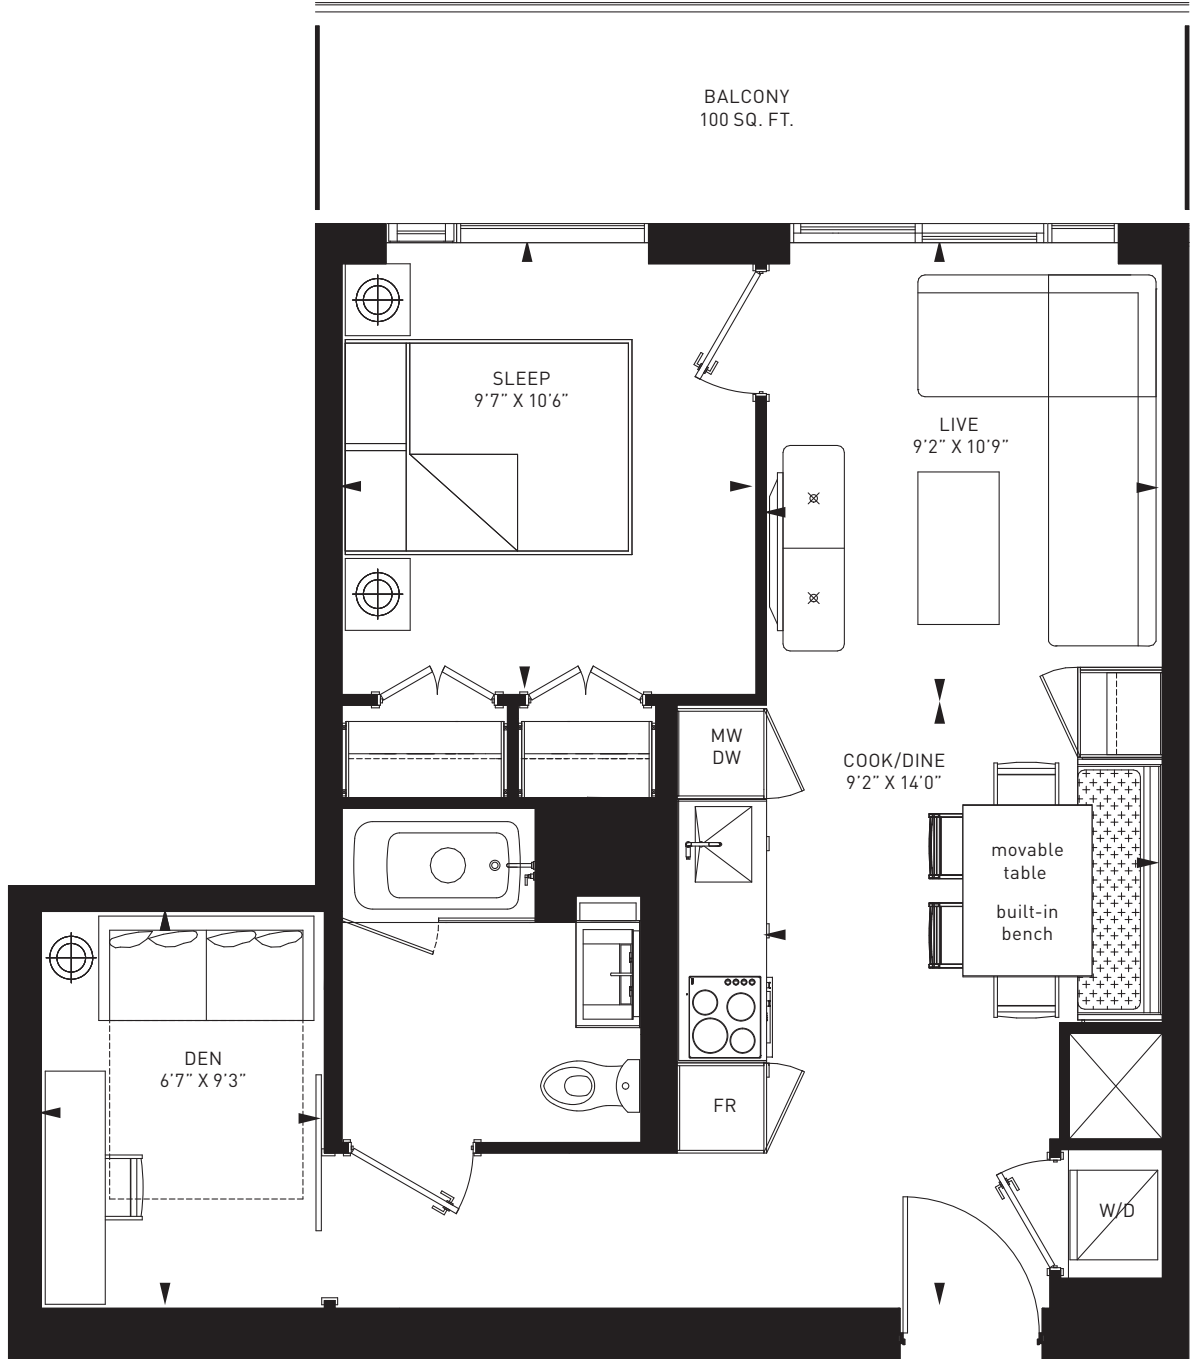 BALCONY
100 SQ. FT.
SLEEP
9’7” X 10’6”
LIVE
9’2” X 10’9”
MW
DW
COOK/DINE
9’2” X 14’0”
movable
table
built-in
bench
DEN
6’7” X 9’3”
FR
W/D